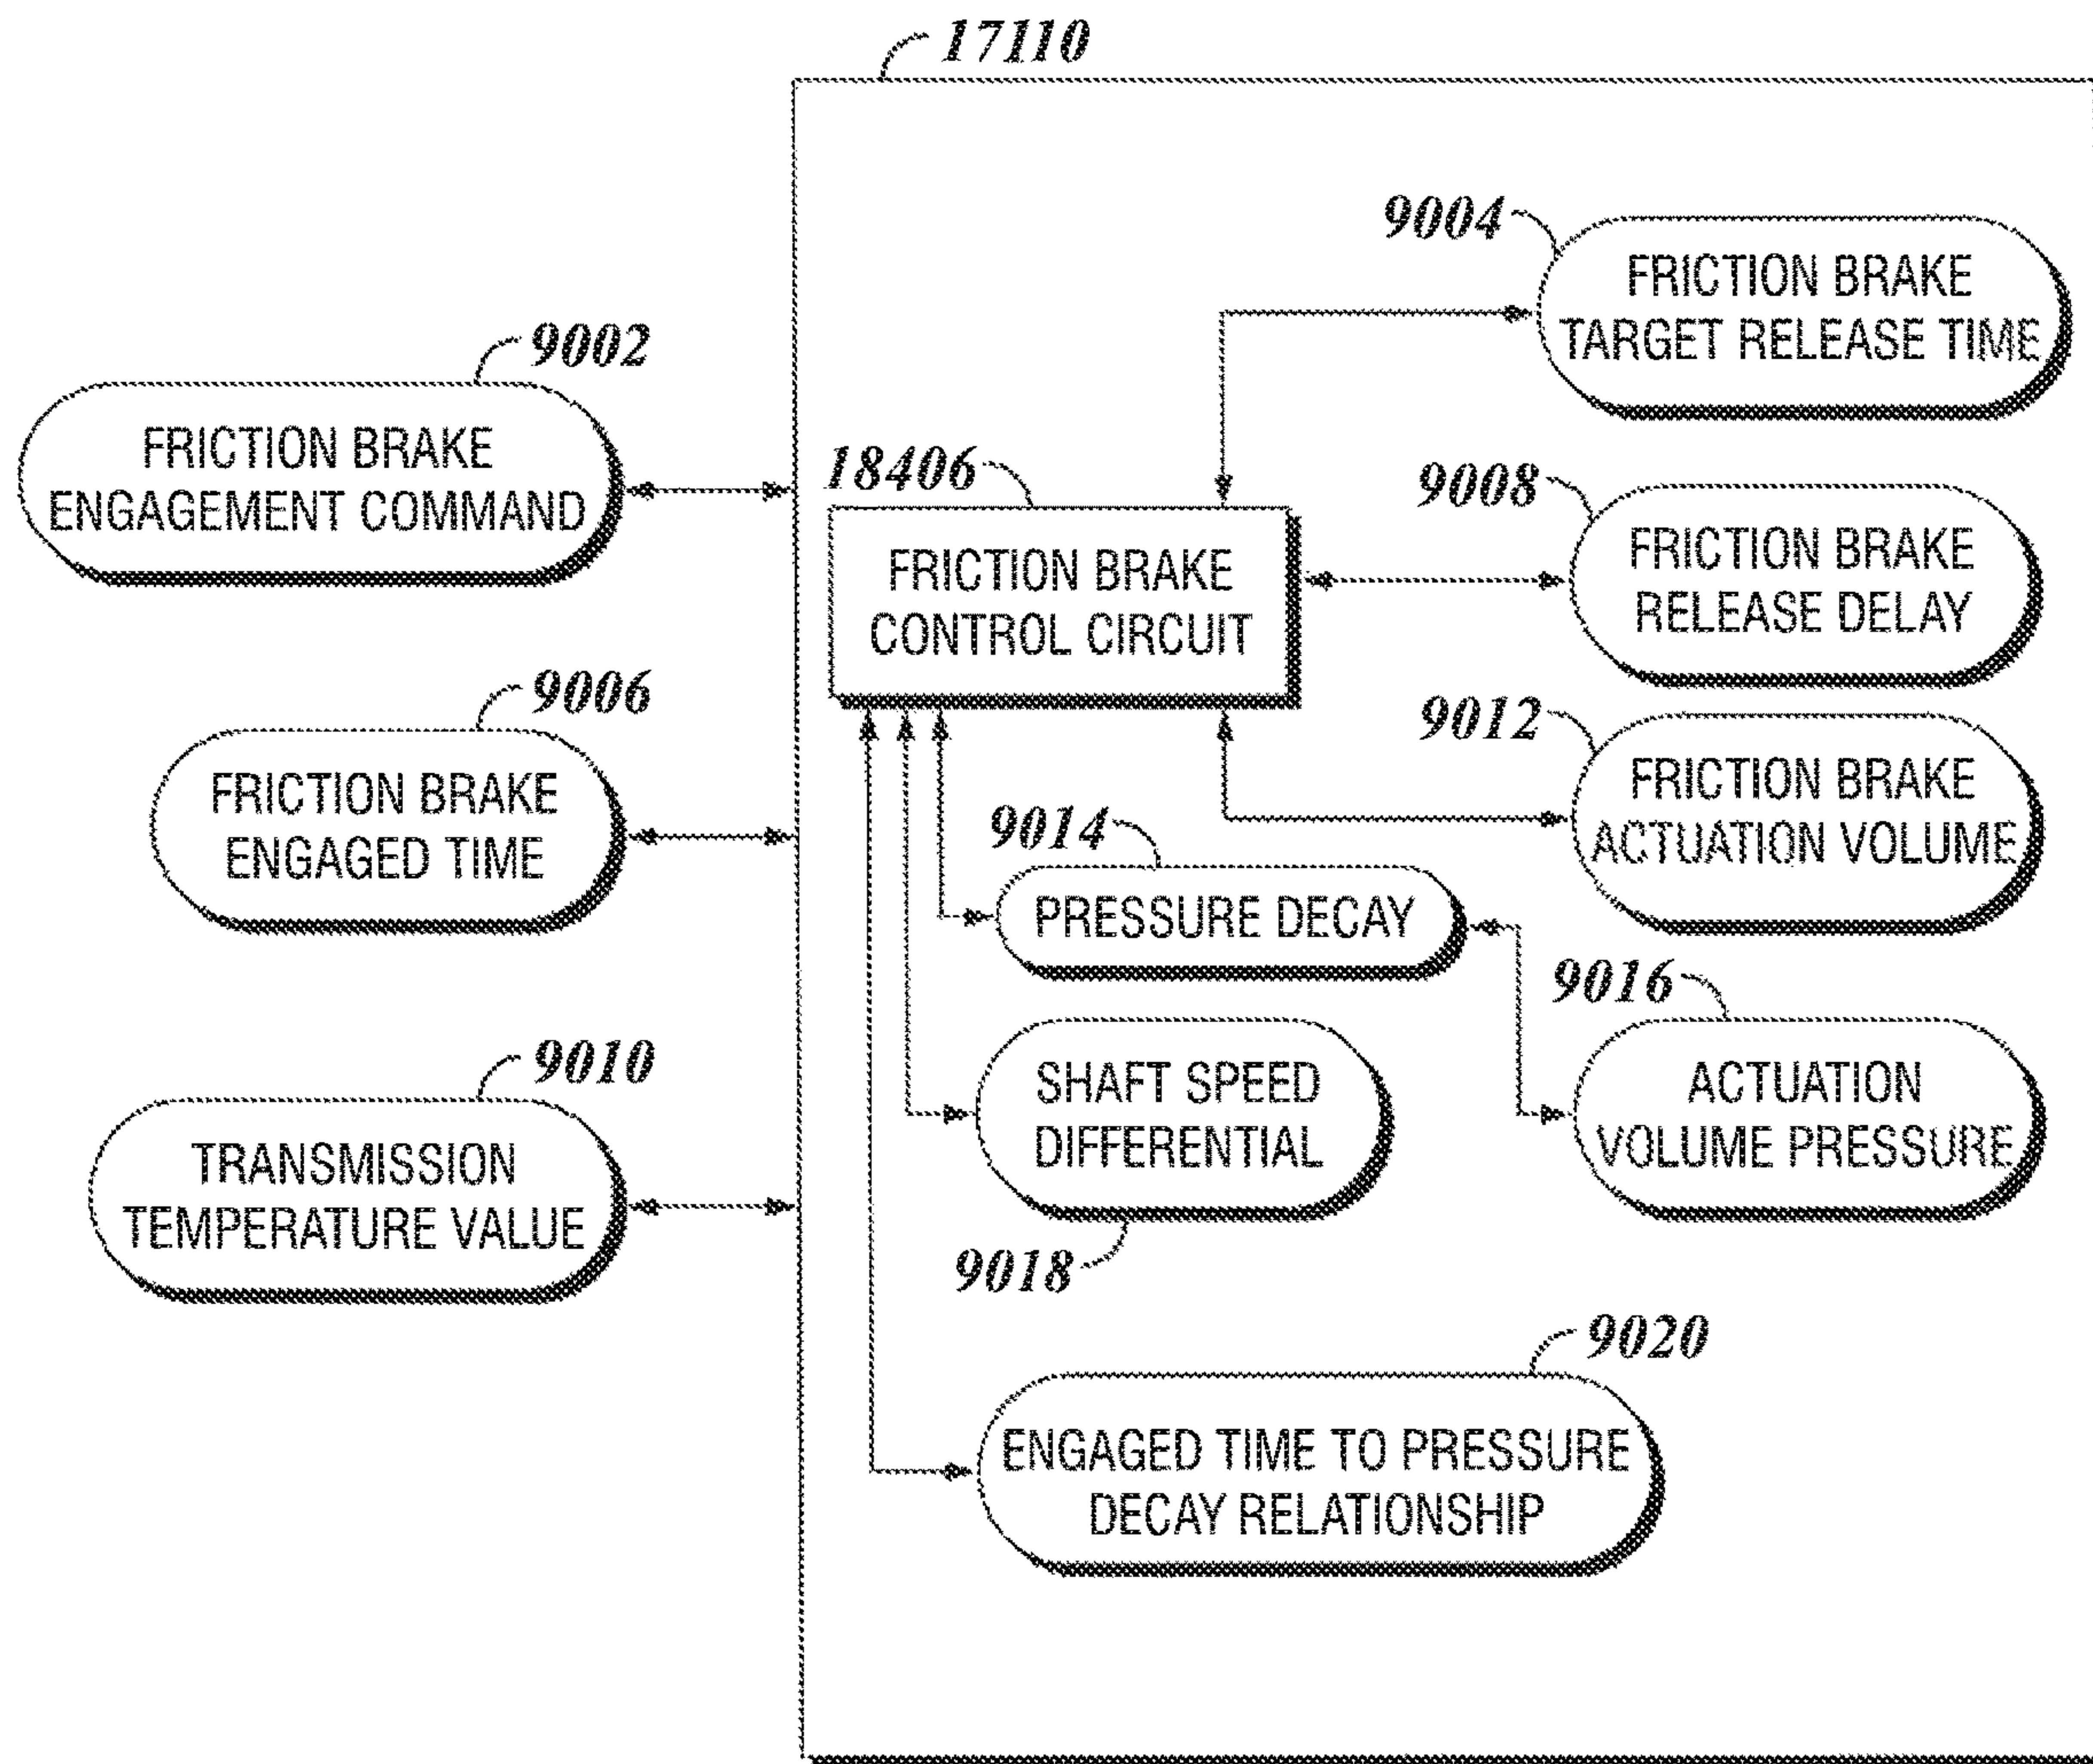 17110
9004
FRICTION BRAKE
TARGET RELEASE TIME
9002
FRICTION BRAKE
ENGAGEMENT COMMAND
18406
FRICTION BRAKE
CONTROL CIRCUIT
9008
FRICTION BRAKE
RELEASE DELAY
9006
FRICTION BRAKE
ENGAGED TIME
9012
FRICTION BRAKE
ACTUATION VOLUME
9014
PRESSURE DECAY
9016
ACTUATION
VOLUME PRESSURE
9010
TRANSMISSION
TEMPERATURE VALUE
SHAFT SPEED
DIFFERENTIAL
9018
9020
ENGAGED TIME TO PRESSURE
DECAY RELATIONSHIP